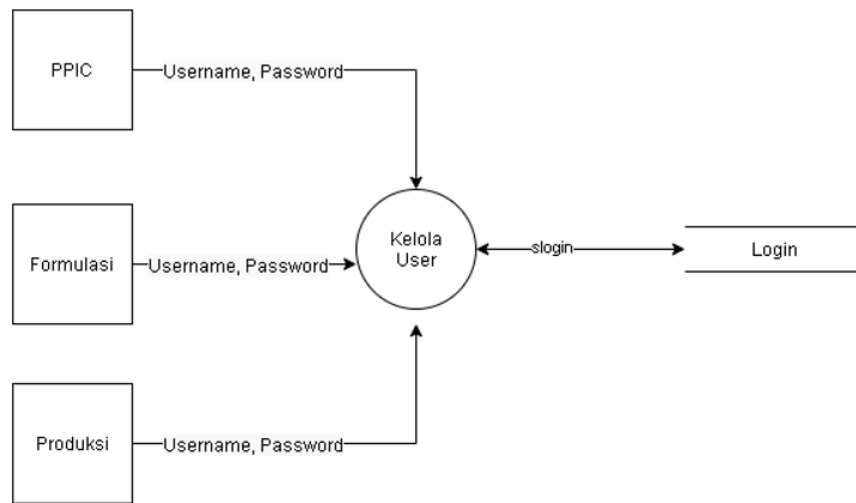 PPIC
Username, Password
Formulasi
Username, Password
Kelola
User
slogin
Login
Produksi
Username, Password